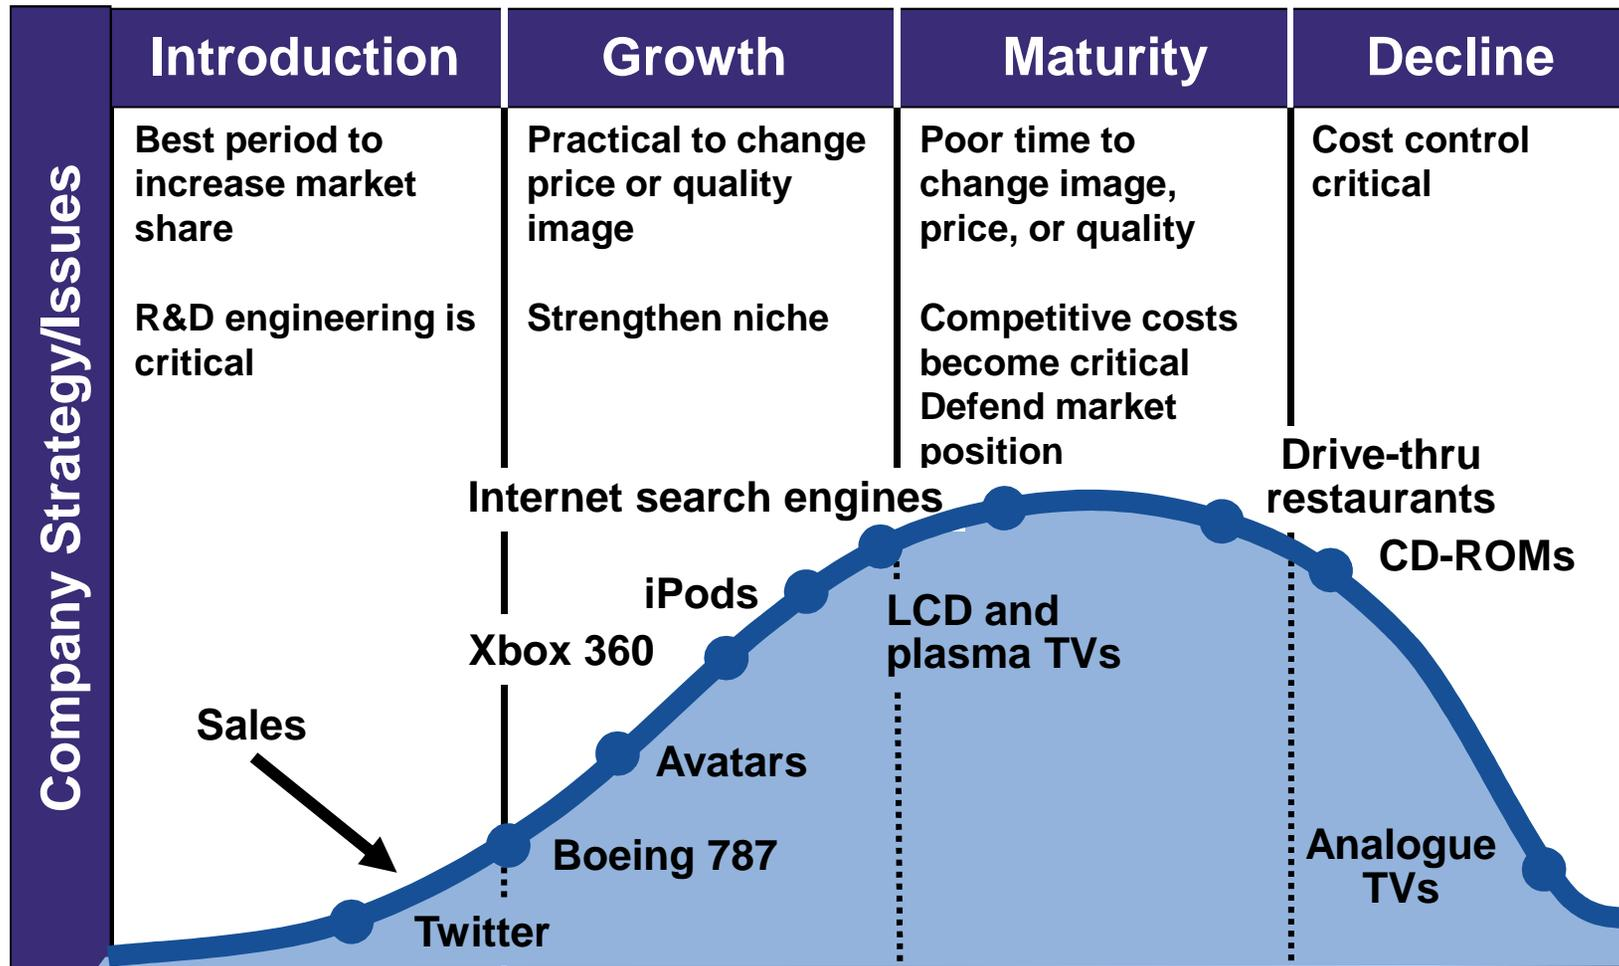 Company Strategy/Issues
Introduction
Growth
Maturity
Decline
Best period to
increase market
share
R&D engineering is
critical
Practical to change
price or quality
image
Strengthen niche
Poor time to
change image,
price, or quality
Competitive costs
become critical
Defend market
position
Cost control
critical
Internet search engines
Drive-thru
restaurants
CD-ROMs
iPods
LCD and
plasma TVs
Xbox 360
Sales
Avatars
Boeing 787
Analogue
TVs
Twitter